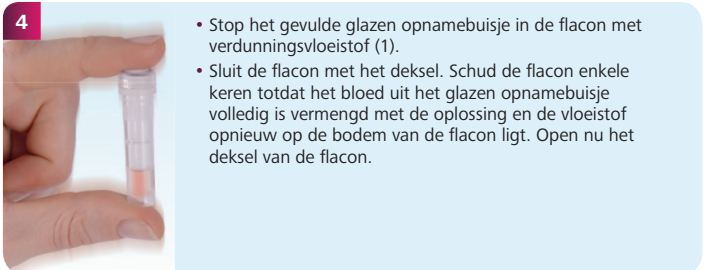 4
• Stop het gevulde glazen opnamebuisje in de flacon met
verdunningsvloeistof (1).
• Sluit de flacon met het deksel. Schud de flacon enkele
keren totdat het bloed uit het glazen opnamebuisje
volledig is vermengd met de oplossing en de vloeistof
opnieuw op de bodem van de flacon ligt. Open nu het
deksel van de flacon.